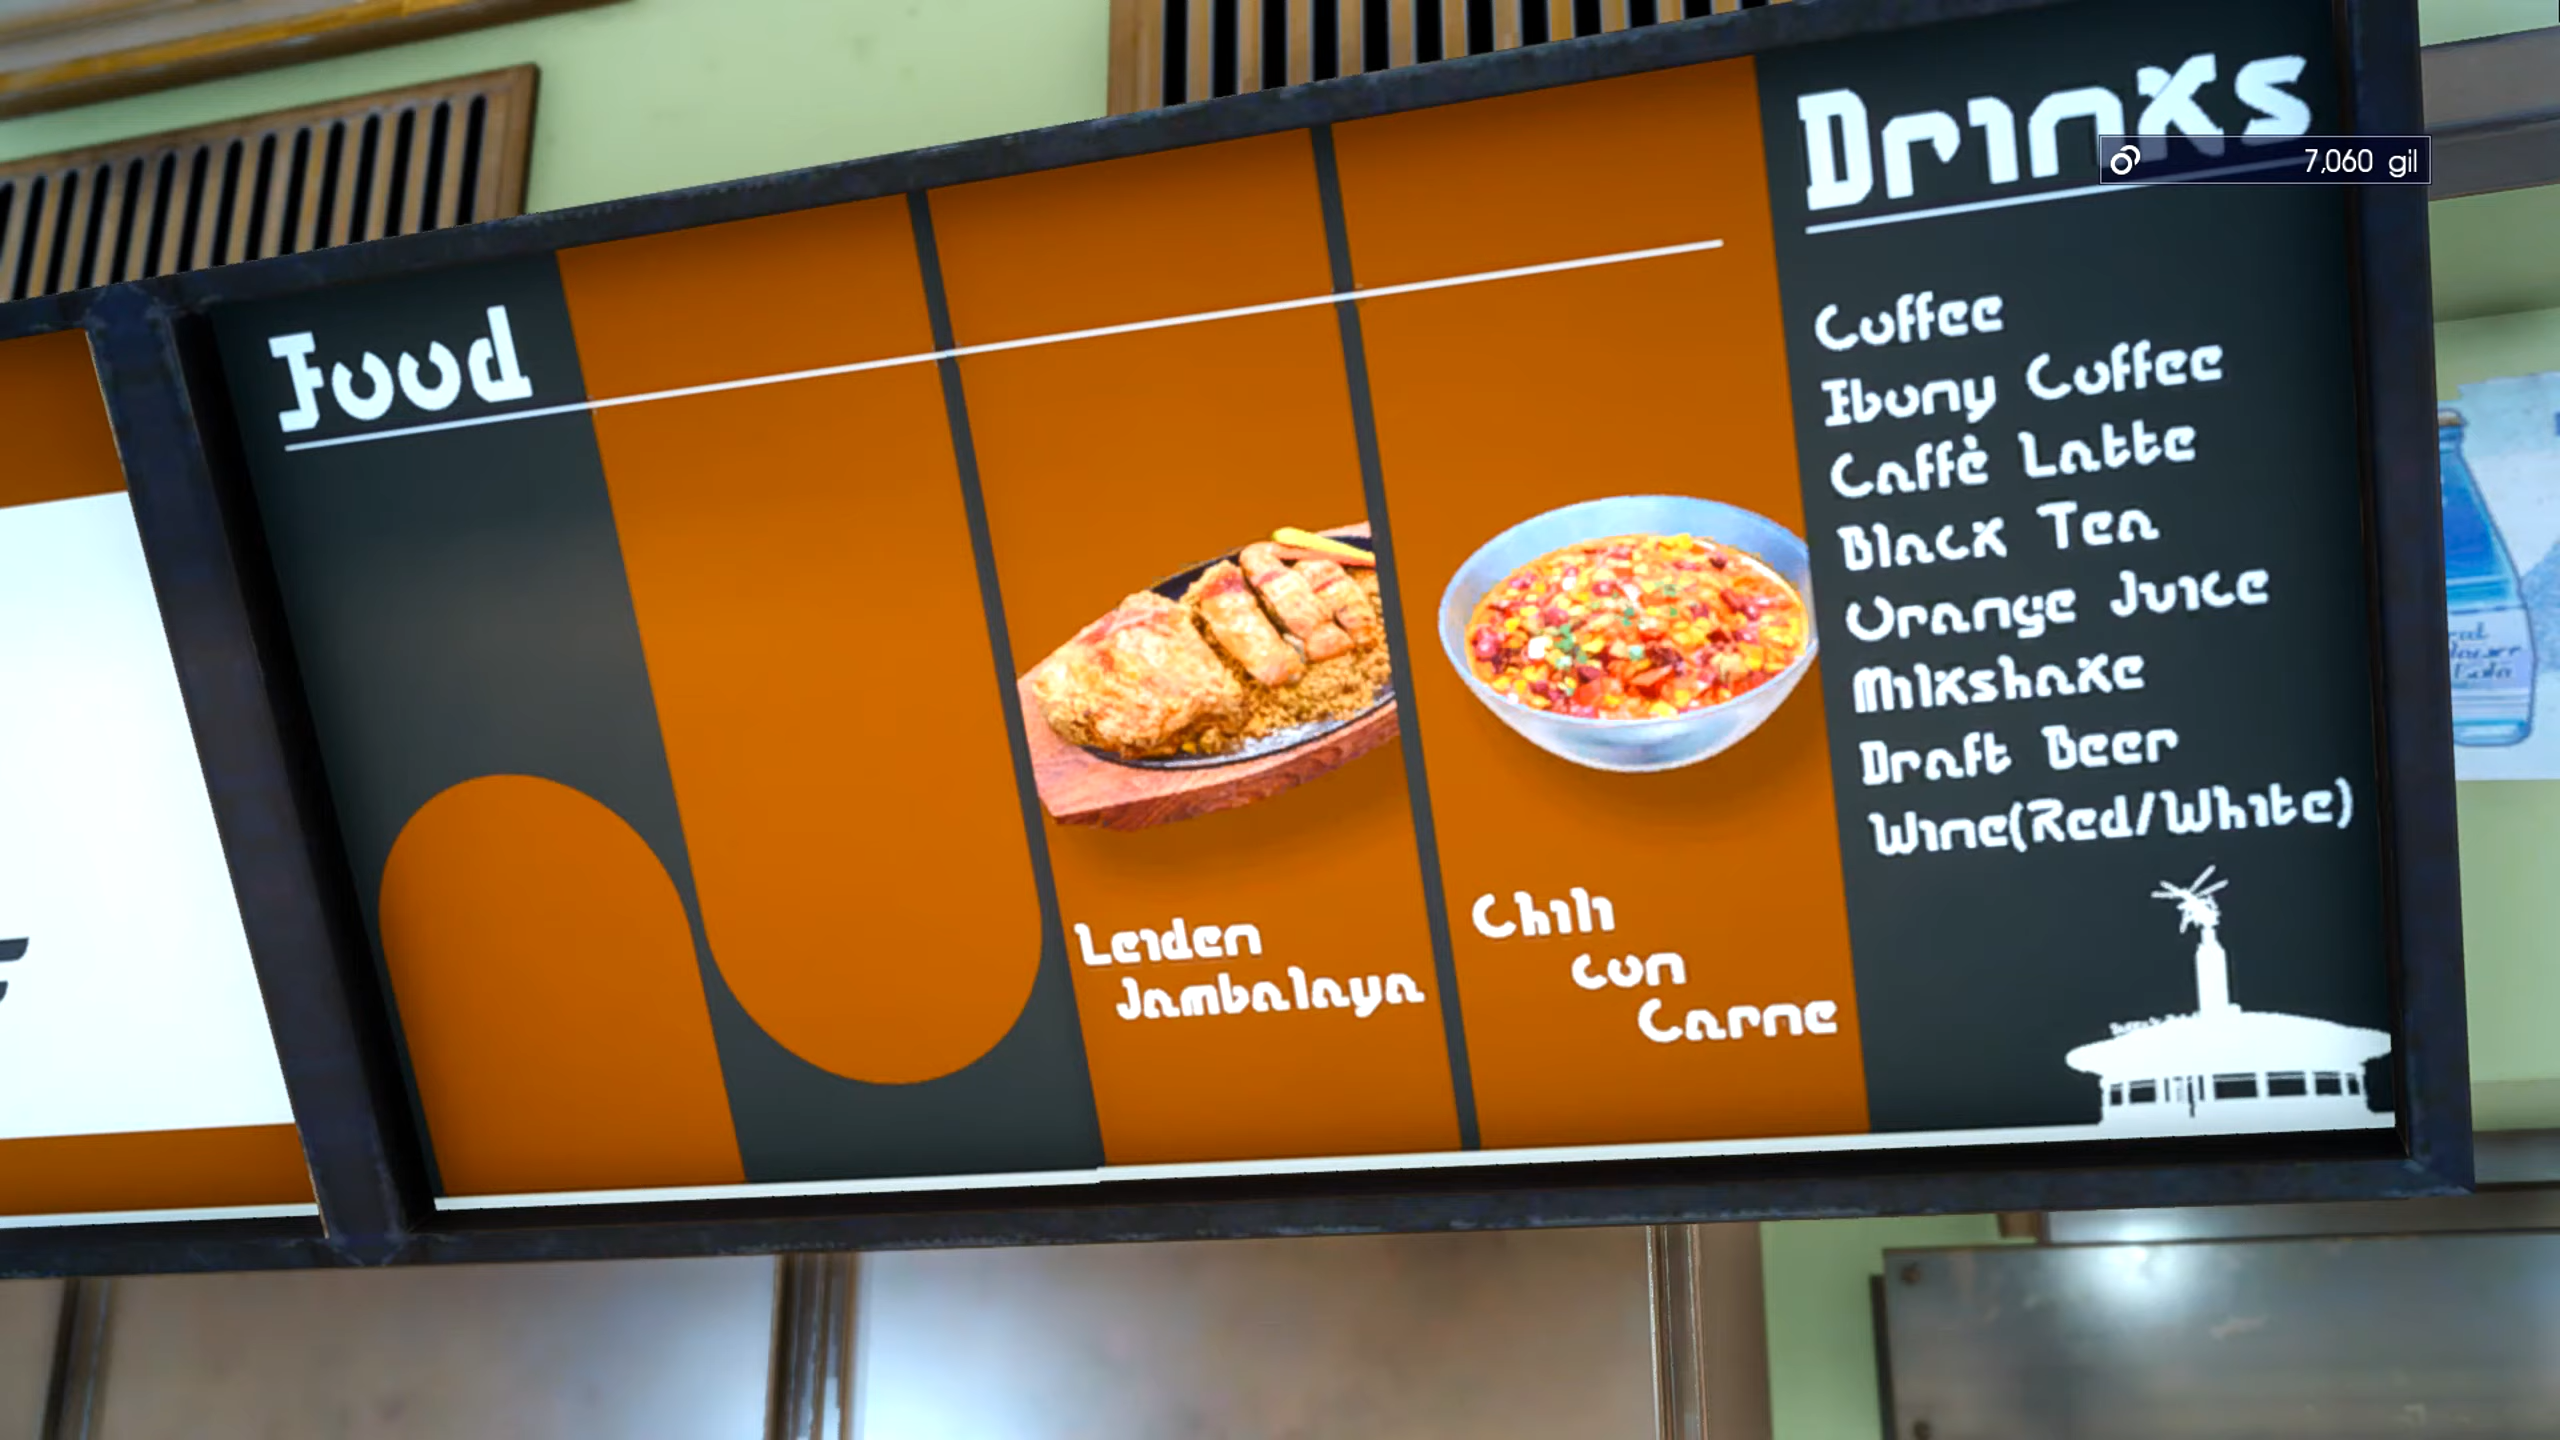 Food
Leiden
Jambalaya
Chili
con
Carne
Drinks
7,060 gil
Coffee
Ebony Coffee
Caffè Latte
Black Tea
Orange Juice
Milkshake
Draft Beer
Wine(Red/White)